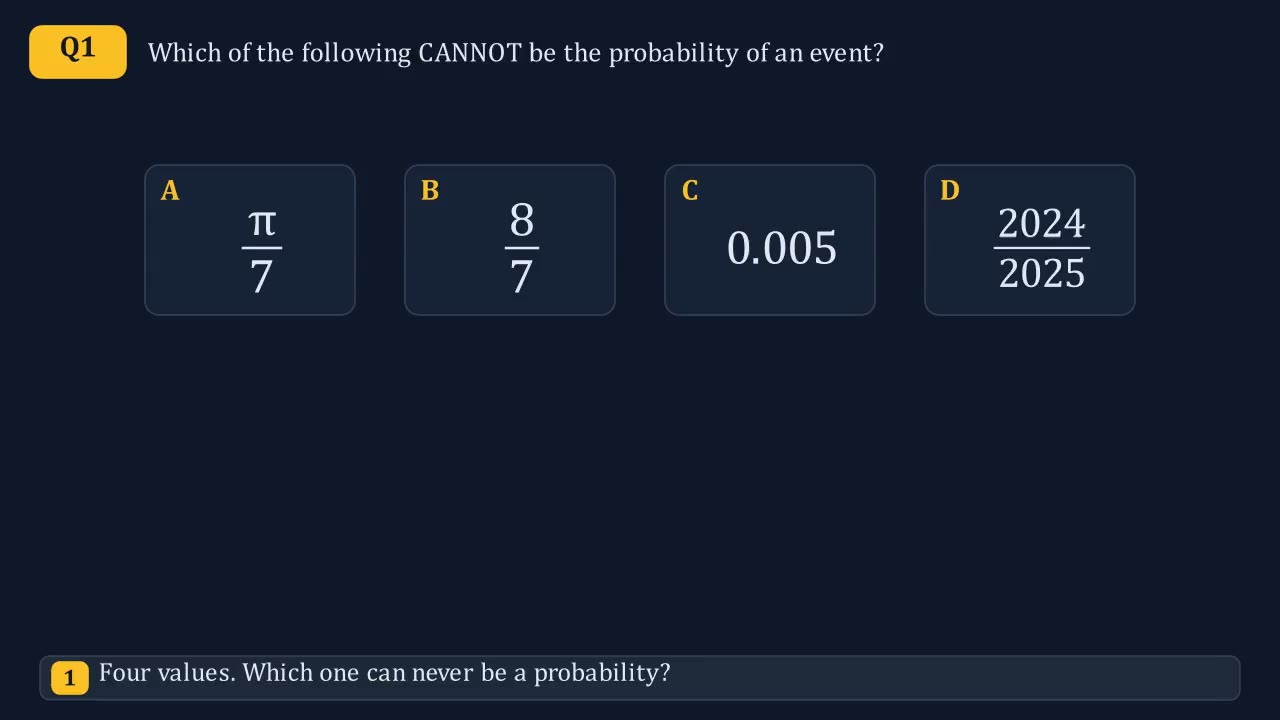 Q1
Which of the following CANNOT be the probability of an event?
A
π
7
B
8
7
C
0.005
D
2024
2025
1
Four values. Which one can never be a probability?